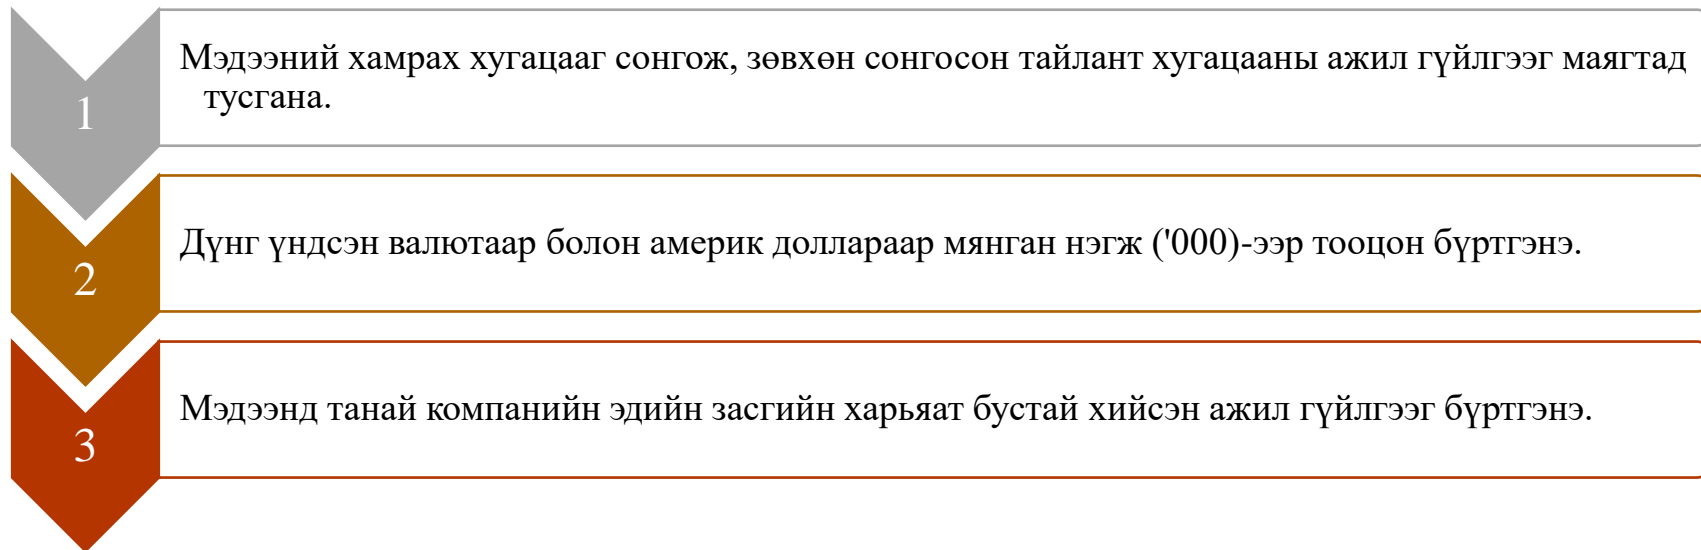 1
Мэдээний хамрах хугацааг сонгож, зөвхөн сонгосон тайлант хугацааны ажил гүйлгээг маягтад
тусгана.
2
Дүнг үндсэн валютаар болон америк доллараар мянган нэгж ('000)-ээр тооцон бүртгэнэ.
3
Мэдээнд танай компанийн эдийн засгийн харьяат бустай хийсэн ажил гүйлгээг бүртгэнэ.